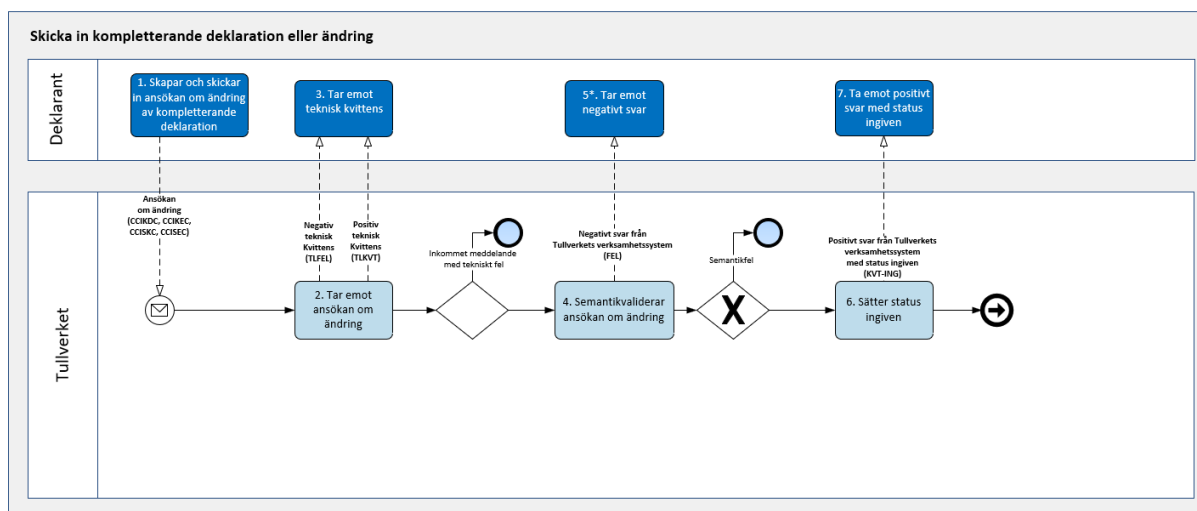 Skicka in kompletterande deklaration eller ändring
Deklarant
1. Skapar och skickar
in ansökan om ändring
av kompletterande
deklaration
3. Tar emot
teknisk kvittens
5*. Tar emot
negativt svar
7. Ta emot positivt
svar med status
ingiven
Tullverket
Ansökan
om ändring
(CCIKDC, CCIKEC,
CCISKC, CCISEC)
Negativ
teknisk
Kvittens
(TLFEL)
Positiv
teknisk
Kvittens
(TLKVT)
Inkommet meddelande
med tekniskt fel
Negativt svar från
Tullverkets verksamhetssystem
(FEL)
Semantikfel
Positivt svar från Tullverkets
verksamhetssystem
med status ingiven
(KVT-ING)
2. Tar emot
ansökan om
ändring
4. Semantikvaliderar
ansökan om ändring
X
6. Sätter status
ingiven